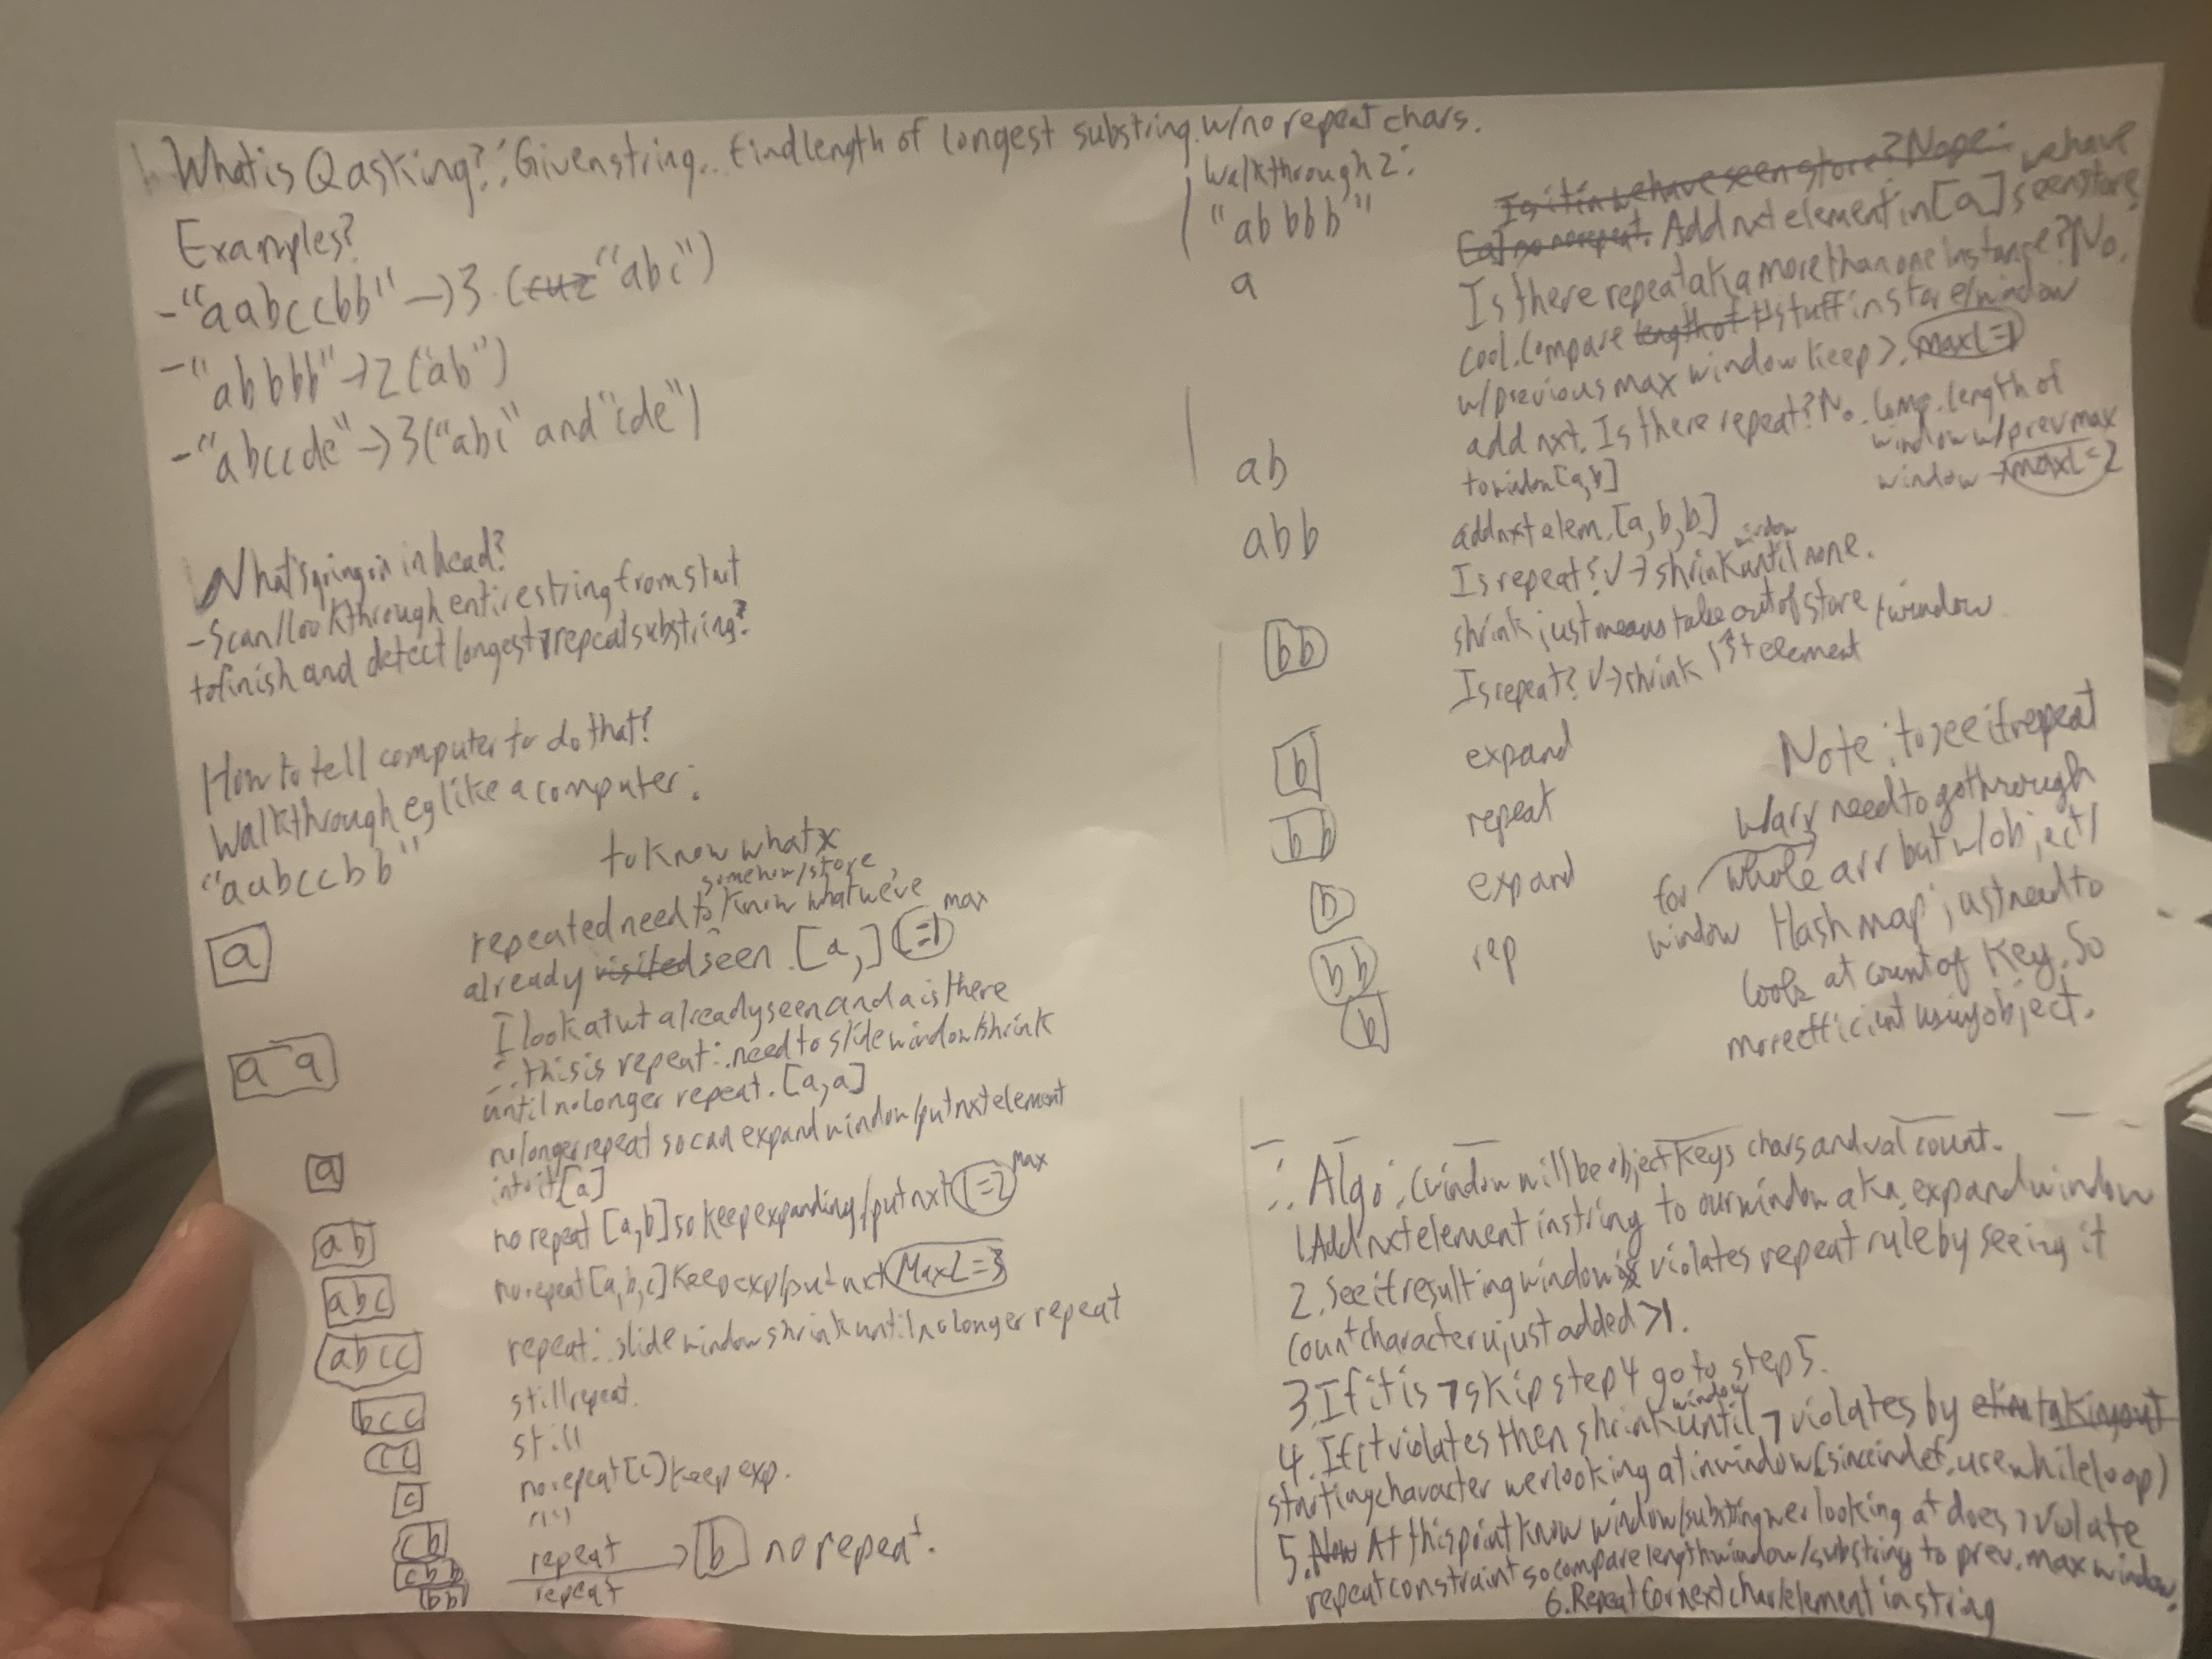 What is Q asking?: Given string.. find length of longest substring w/no repeat chars.
Examples?
- "aabccbb" -> 3 (cuz "abc")
- "abbbb" -> 2 ("ab")
- "abccde" -> 3 ("abc" and "cde")
What's going on in head?
- Scan/look through entire string from start
to finish and detect longest ㄱrepeat substring?
How to tell computer to do that?
Walkthrough eg like a computer:
"aabccbb"
to know what x
somehow/store
repeated need to know what we've
a
already visited seen. [a,] L=1 max
I look at wt already seen and a is there
a a
∴ this is repeat ∴ need to slide window/shrink
until no longer repeat. [a,a]
no longer repeat so can expand window/put nxt element
a
into it [a]
ab
no repeat [a,b] so keep expanding/put nxt L=2 max
abc
no repeat [a,b,c] keep exp/put nxt MaxL=3
abcc
repeat ∴ slide window shrink until no longer repeat
bcc
still repeat.
cc
still
c
no repeat [c] keep exp.
cb
cbb
repeat -> b no repeat.
bb
repeat
Walkthrough 2:
"abbbb"
Is it in we have seen store? Nope ∴
we have
[a] no no repeat. Add nxt element in [a] seen store
a
Is there repeat aka more than one instance? No.
cool. Compare length of # stuff in store/window
w/previous max window keep >. maxL=1
ab
add nxt. Is there repeat? No. Comp. length of
to window [a,b]
window w/prev max
window -> maxL=2
abb
add nxt elem. [a,b,b]
window
Is repeat? ✓ -> shrink until none.
shrink just means take out of store/window
bb
Is repeat? ✓ -> shrink 1st element
b
expand
bb
repeat
b
expand
bb
rep
b
Note: to see if repeat
w/arr need to go through
whole arr but w/object/
for window
Hash map just need to
look at count of key. So
more efficient using object.
∴ Algo: (window will be object keys chars and val count.
1. Add nxt element in string to our window aka expand window
2. See if resulting window is violates repeat rule by seeing if
count character u just added >1.
3. If it is ㄱ skip step 4 go to step 5.
window
4. If it violates then shrink until ㄱ violates by elim taking out
starting character we r looking at in window (since indef. use while loop)
5. Now At this point know window/substring we r looking at does ㄱ violate
repeat constraint so compare length window/substring to prev. max window.
6. Repeat for next char/element in string